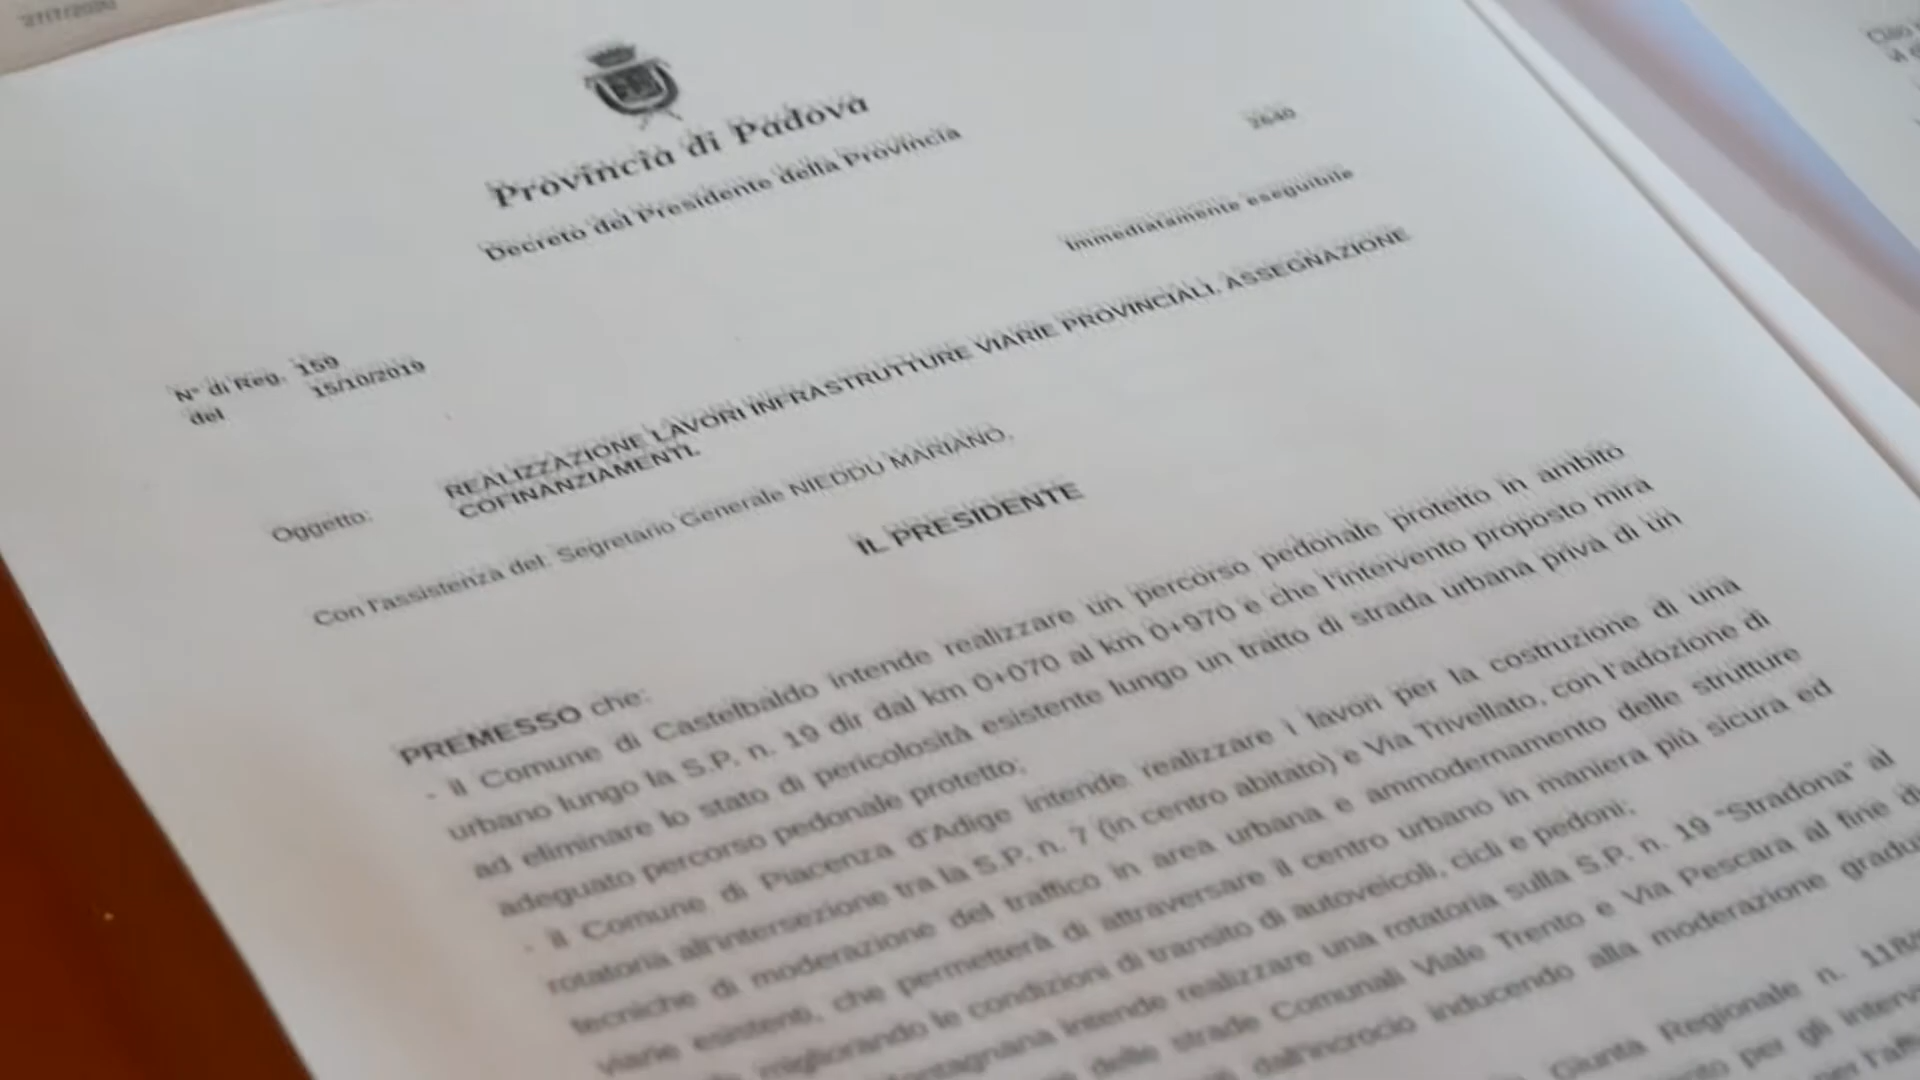 27/7/2020
Provincia di Padova
Decreto del Presidente della Provincia
2640
Immediatamente eseguibile
N° di Reg. 159
del 15/10/2019
Oggetto: REALIZZAZIONE LAVORI INFRASTRUTTURE VIARIE PROVINCIALI. ASSEGNAZIONE
COFINANZIAMENTI.
Con l'assistenza del: Segretario Generale NIEDDU MARIANO,
IL PRESIDENTE
PREMESSO che:
- il Comune di Castelbaldo intende realizzare un percorso pedonale protetto in ambito
urbano lungo la S.P. n. 19 dir dal km 0+070 al km 0+970 e che l'intervento proposto mira
ad eliminare lo stato di pericolosità esistente lungo un tratto di strada urbana priva di un
adeguato percorso pedonale protetto;
- il Comune di Piacenza d'Adige intende realizzare i lavori per la costruzione di una
rotatoria all'intersezione tra la S.P. n. 7 (in centro abitato) e Via Trivellato, con l'adozione di
tecniche di moderazione del traffico in area urbana e ammodernamento delle strutture
viarie esistenti, che permetterà di attraversare il centro urbano in maniera più sicura ed
migliorando le condizioni di transito di autoveicoli, cicli e pedoni;
intende realizzare una rotatoria sulla S.P. n. 19 "Stradona" al
delle strade Comunali Viale Trento e Via Pescara al fine
dall'incrocio inducendo alla moderazione
Giunta Regionale n.
per gli